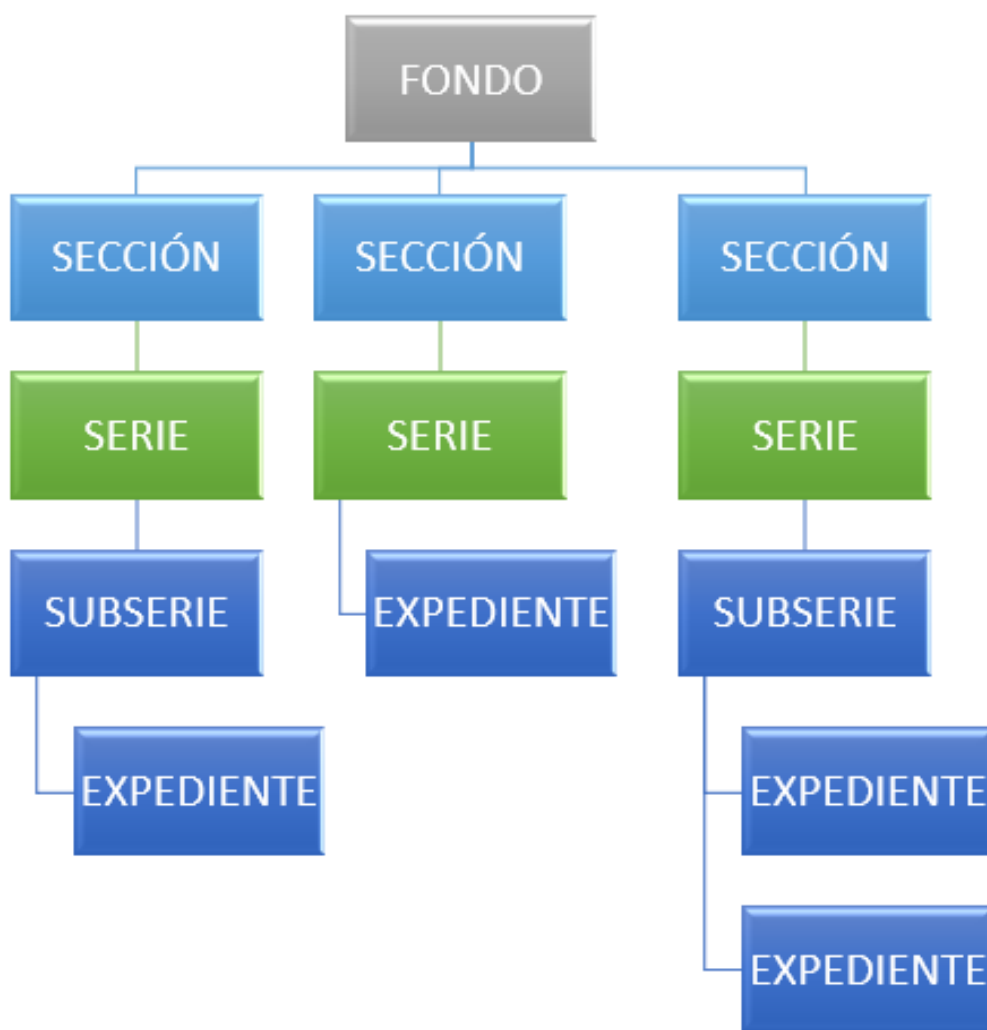 FONDO
SECCIÓN
SECCIÓN
SECCIÓN
SERIE
SERIE
SERIE
SUBSERIE
EXPEDIENTE
SUBSERIE
EXPEDIENTE
EXPEDIENTE
EXPEDIENTE